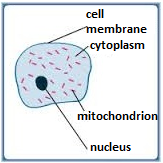 cell
membrane
cytoplasm
mitochondrion
nucleus